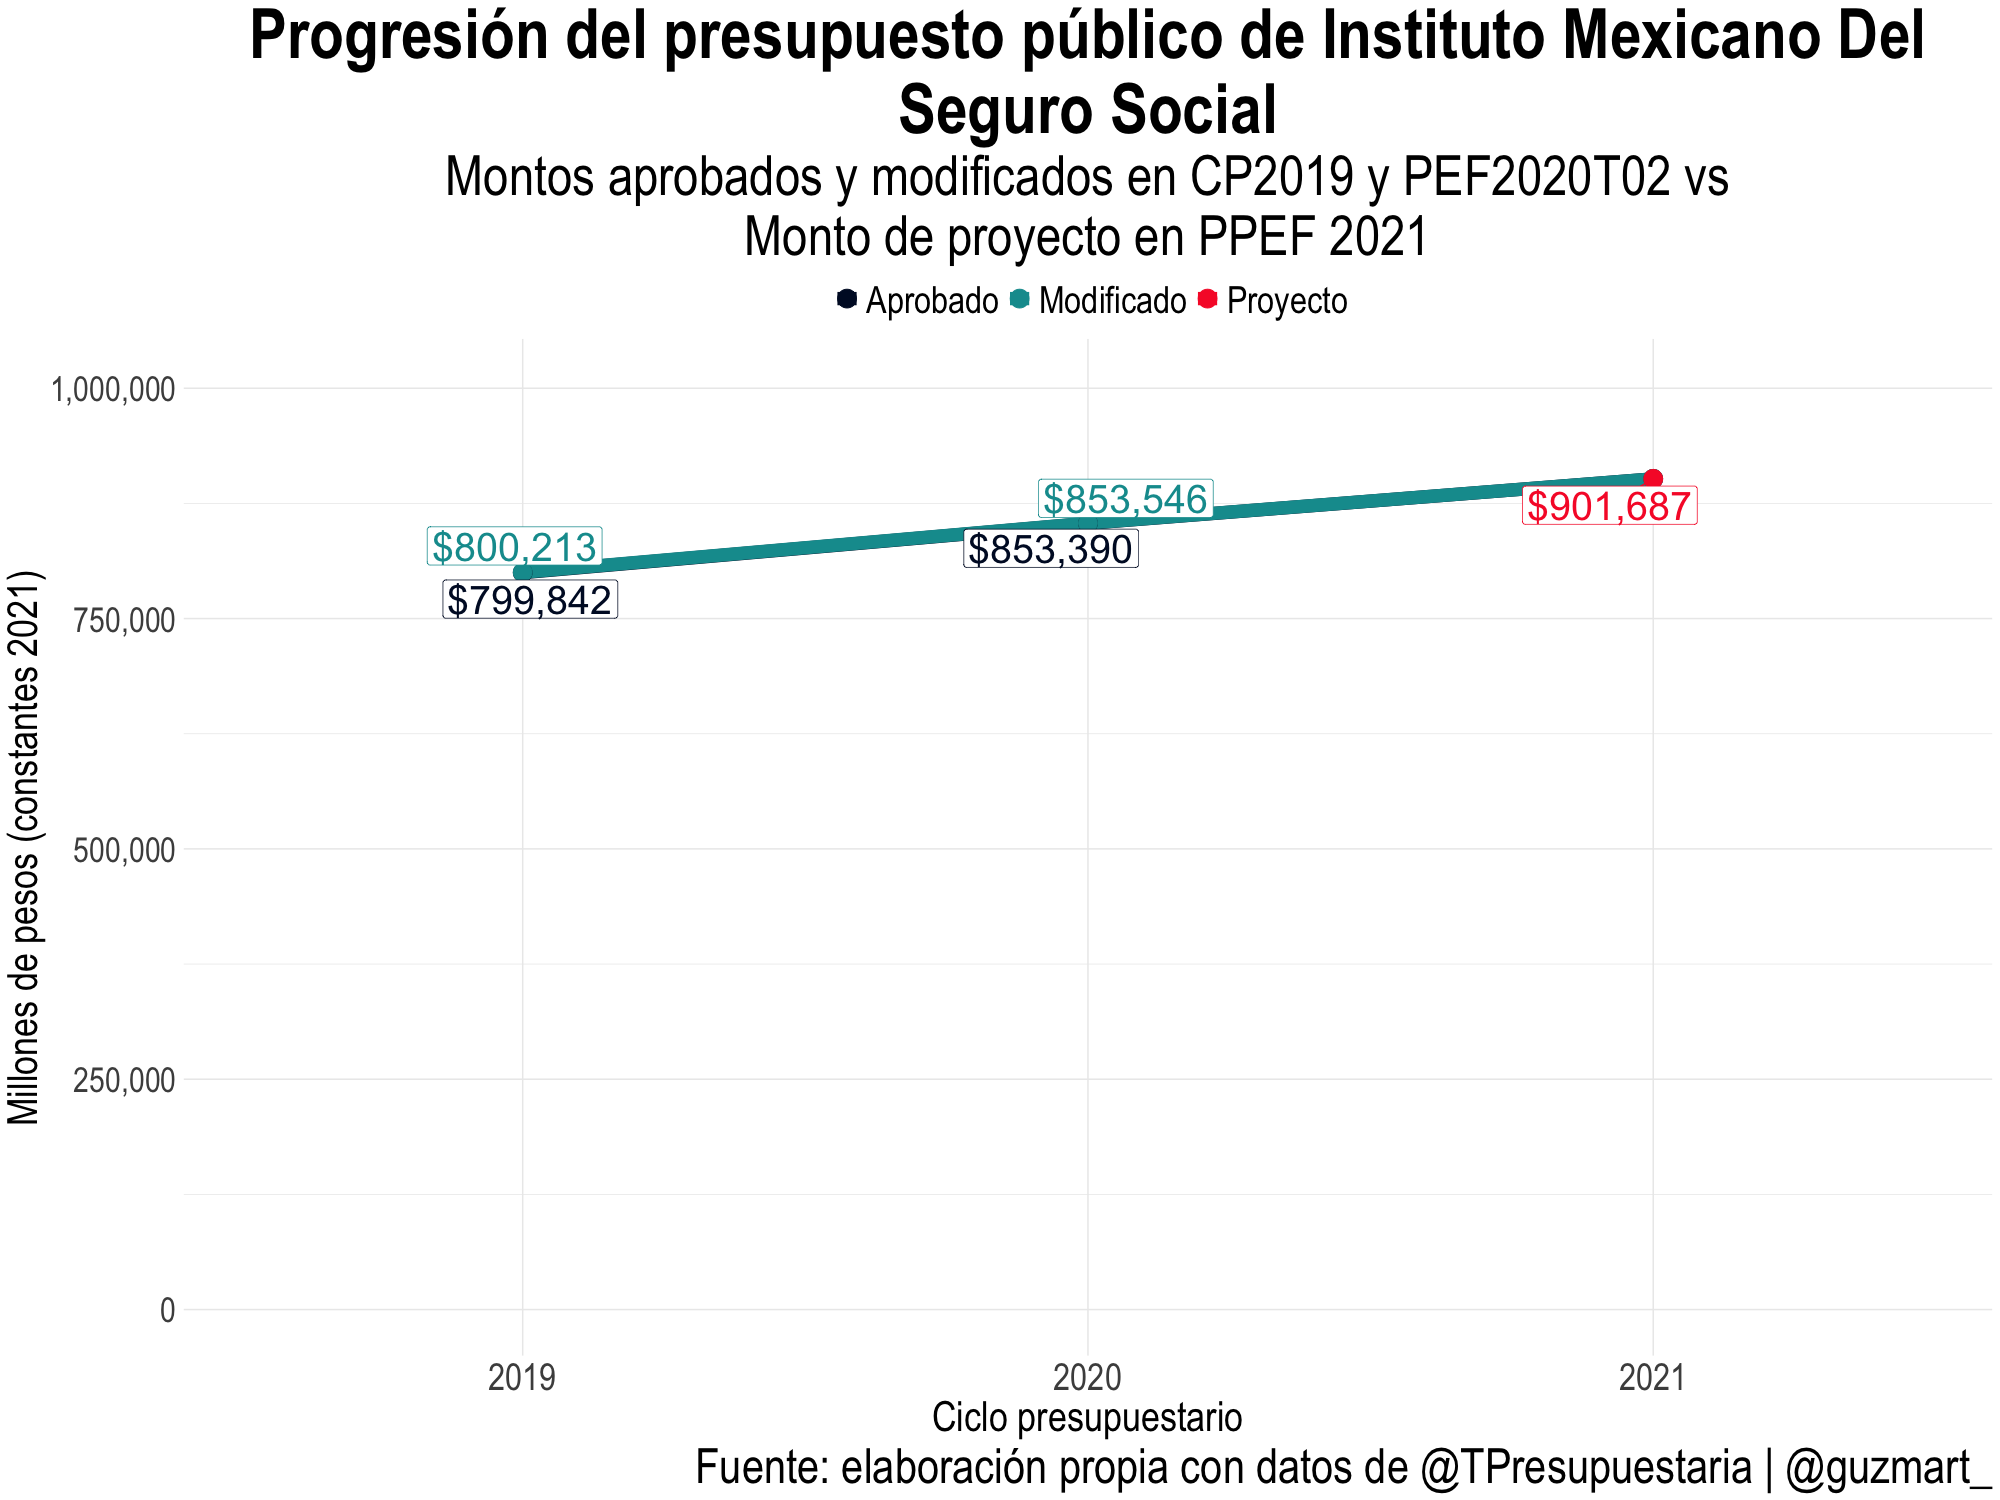 Progresión del presupuesto público de Instituto Mexicano Del
Seguro Social
Montos aprobados y modificados en CP2019 y PEF2020T02 vs
Monto de proyecto en PPEF 2021
Aprobado Modificado Proyecto
1,000,000
750,000
500,000
250,000
0
Millones de pesos (constantes 2021)
$800,213
$799,842
$853,546
$853,390
$901,687
2019 2020 2021
Ciclo presupuestario
Fuente: elaboración propia con datos de @TPresupuestaria | @guzmart_